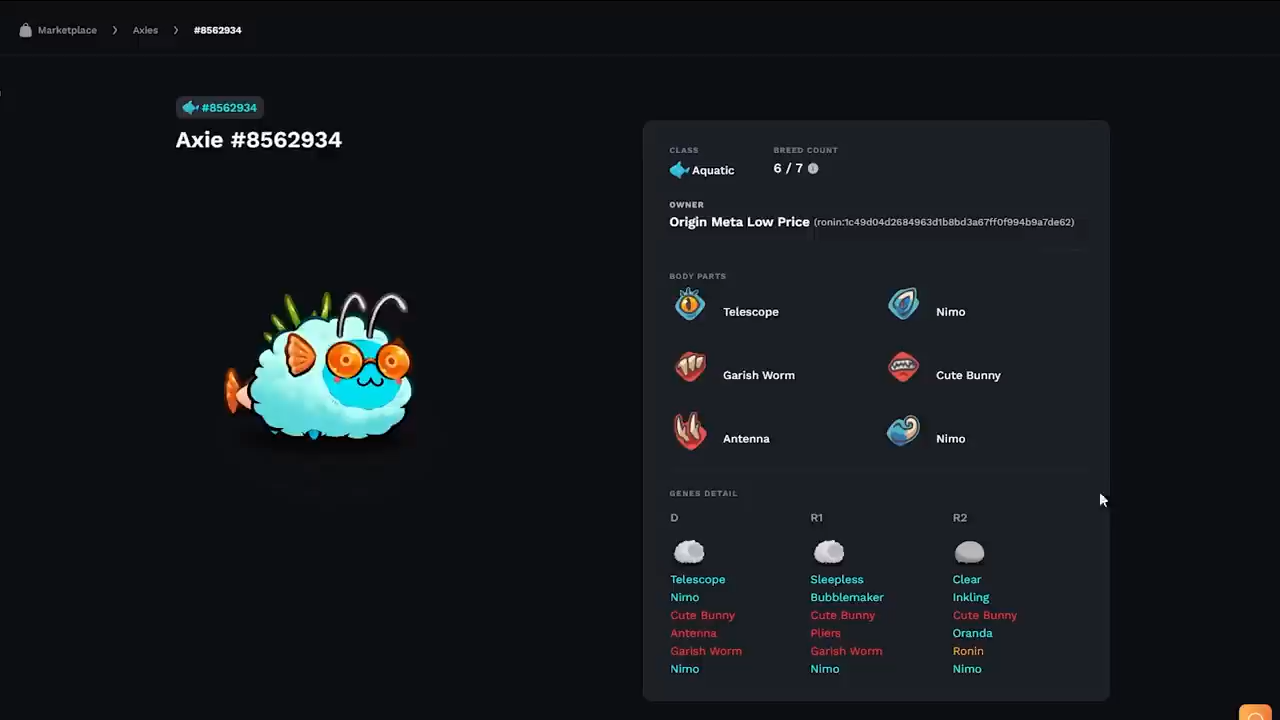 Marketplace > Axies > #8562934
#8562934
Axie #8562934
CLASS BREED COUNT
Aquatic 6 / 7
OWNER
Origin Meta Low Price (ronin:1c49d04d2684963d1b8bd3a67ff0f994b9a7de62)
BODY PARTS
Telescope Nimo
Garish Worm Cute Bunny
Antenna Nimo
GENES DETAIL
D R1 R2
Telescope Sleepless Clear
Nimo Bubblemaker Inkling
Cute Bunny Cute Bunny Cute Bunny
Antenna Pliers Oranda
Garish Worm Garish Worm Ronin
Nimo Nimo Nimo